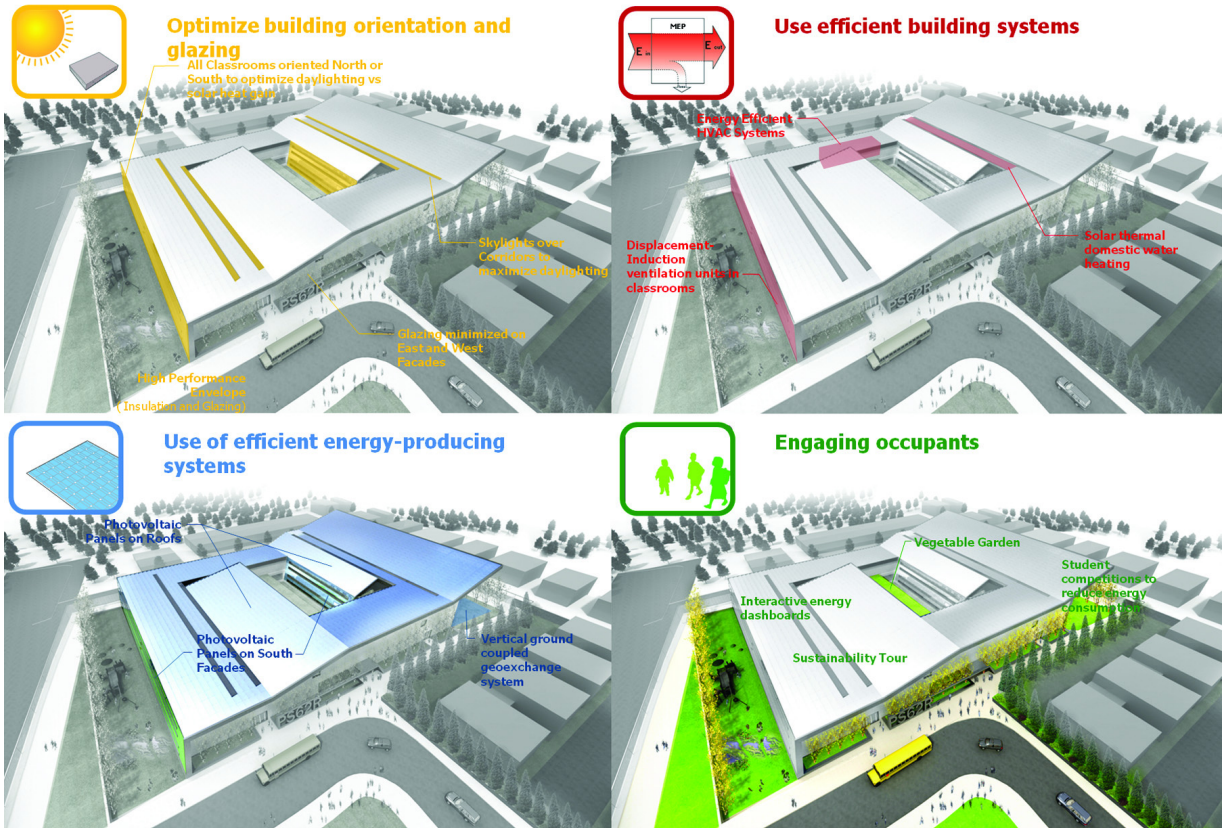 Optimize building orientation and
glazing
All Classrooms oriented North or
South to optimize daylighting vs
solar heat gain
Skylights over
Corridors to
maximize daylighting
Glazing minimized on
East and West
Facades
High Performance
Envelope
( Insulation and Glazing)
PS62R
MEP
E in
E out
Use efficient building systems
Energy Efficient
HVAC Systems
Displacement-
Induction
ventilation units in
classrooms
Solar thermal
domestic water
heating
PS62R
Use of efficient energy-producing
systems
Photovoltaic
Panels on Roofs
Photovoltaic
Panels on South
Facades
Vertical ground
coupled
geoexchange
system
PS62R
Engaging occupants
Vegetable Garden
Student
competitions to
reduce energy
consumption
Interactive energy
dashboards
Sustainability Tour
PS62R